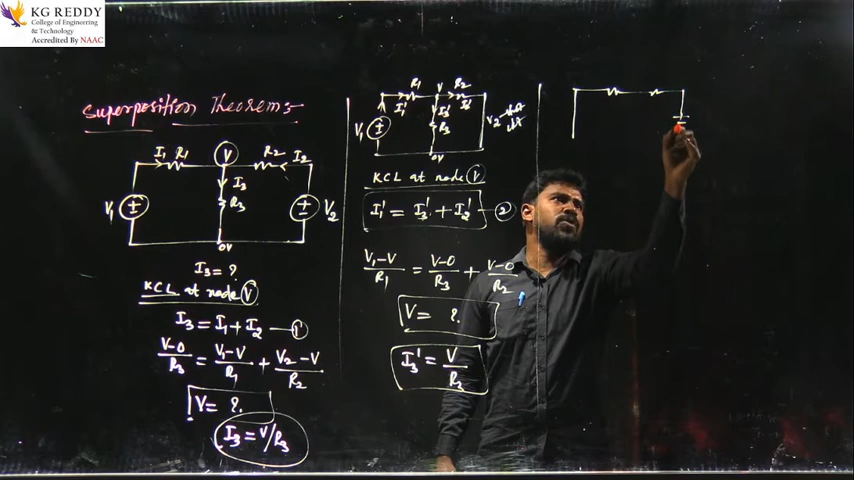 KG REDDY
College of Engineering
& Technology
Accredited By NAAC
Superposition Theorem:-
I1 R1 V R2 I2
I3
V1 R3 V2
0V
I3 = ?
KCL at node V
I3 = I1 + I2 —1
V-0/R3 = V1-V/R1 + V2-V/R2
V= ?
I3 = V/R3
R1 V R2
I1' I3' I2'
V1 R3 V2
0V
KCL at node V
I1' = I3' + I2' —2
V1-V/R1 = V-0/R3 + V-0/R2
V= ?
I3' = V/R3